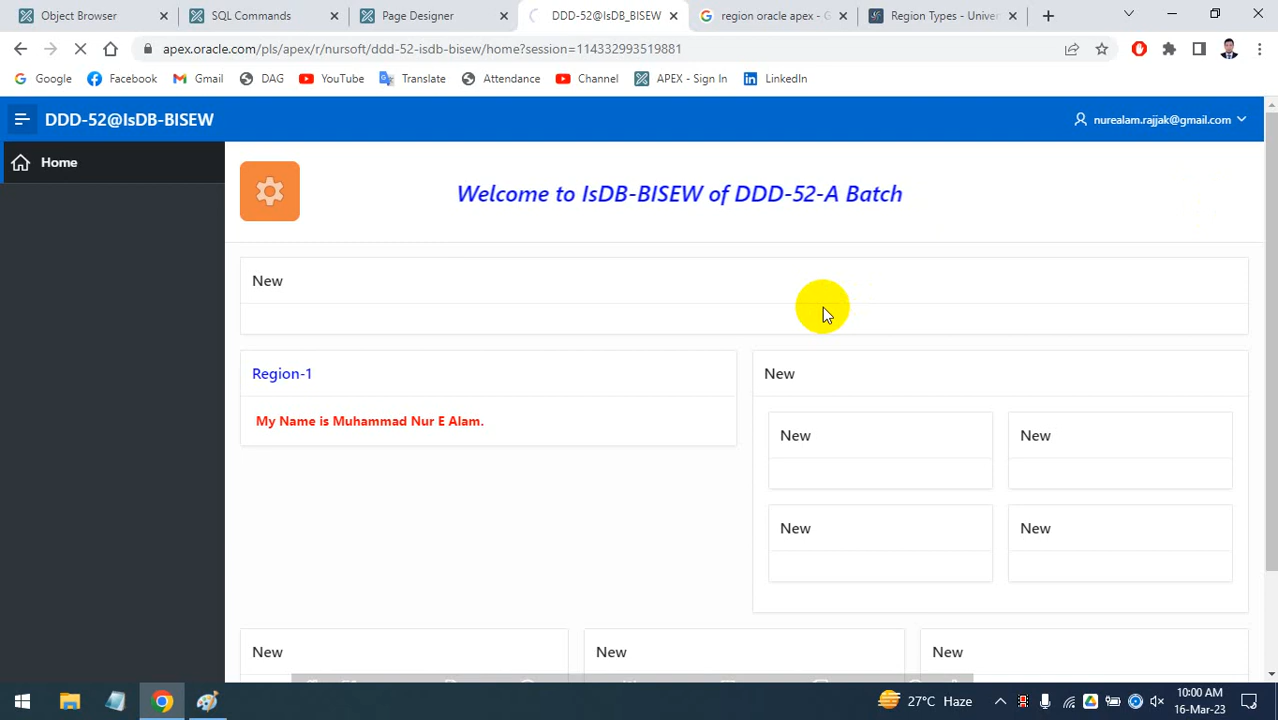 Object Browser
SQL Commands
Page Designer
DDD-52@IsDB_BISEW
region oracle apex - G
Region Types - Univer
apex.oracle.com/pls/apex/r/nursoft/ddd-52-isdb-bisew/home?session=114332993519881
Google
Facebook
Gmail
DAG
YouTube
Translate
Attendance
Channel
APEX - Sign In
LinkedIn
DDD-52@IsDB-BISEW
nurealam.rajjak@gmail.com
Home
Welcome to IsDB-BISEW of DDD-52-A Batch
New
Region-1
New
My Name is Muhammad Nur E Alam.
New
New
New
New
New
New
New
27°C Haze
10:00 AM
16-Mar-23